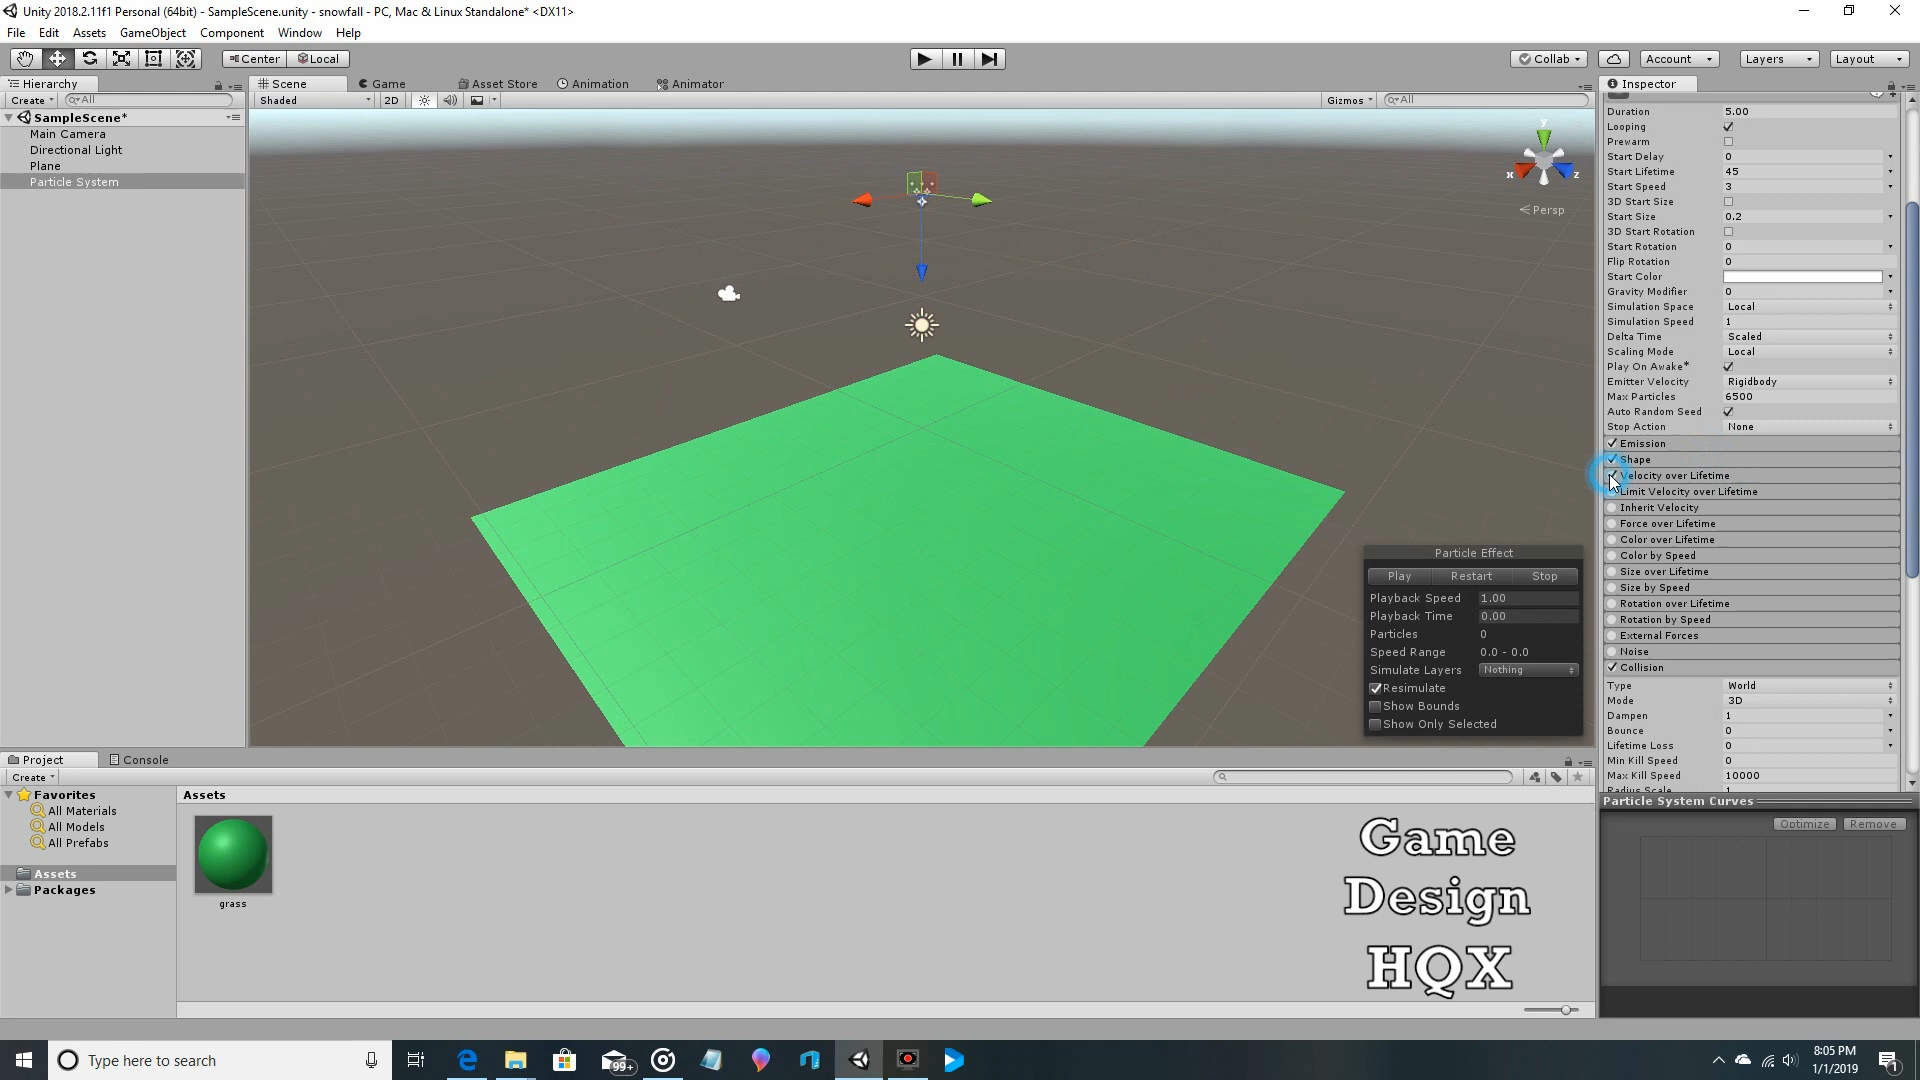 Unity 2018.2.11f1 Personal (64bit) - SampleScene.unity - snowfall - PC, Mac & Linux Standalone* <DX11>
File Edit Assets GameObject Component Window Help
Center Local Collab Account Layers Layout
Hierarchy
Create All
SampleScene*
Main Camera
Directional Light
Plane
Particle System
Scene Game Asset Store Animation Animator
Shaded 2D Gizmos All
y
x z
Persp
Particle Effect
Play Restart Stop
Playback Speed 1.00
Playback Time 0.00
Particles 0
Speed Range 0.0 - 0.0
Simulate Layers Nothing
Resimulate
Show Bounds
Show Only Selected
Inspector
Duration 5.00
Looping
Prewarm
Start Delay 0
Start Lifetime 45
Start Speed 3
3D Start Size
Start Size 0.2
3D Start Rotation
Start Rotation 0
Flip Rotation 0
Start Color
Gravity Modifier 0
Simulation Space Local
Simulation Speed 1
Delta Time Scaled
Scaling Mode Local
Play On Awake*
Emitter Velocity Rigidbody
Max Particles 6500
Auto Random Seed
Stop Action None
Emission
Shape
Velocity over Lifetime
Limit Velocity over Lifetime
Inherit Velocity
Force over Lifetime
Color over Lifetime
Color by Speed
Size over Lifetime
Size by Speed
Rotation over Lifetime
Rotation by Speed
External Forces
Noise
Collision
Type World
Mode 3D
Dampen 1
Bounce 0
Lifetime Loss 0
Min Kill Speed 0
Max Kill Speed 10000
Radius Scale 1
Particle System Curves
Optimize Remove
Project Console
Create
Favorites
All Materials
All Models
All Prefabs
Assets
Packages
Assets
grass
Game
Design
HQX
Type here to search
99+
8:05 PM
1/1/2019
1